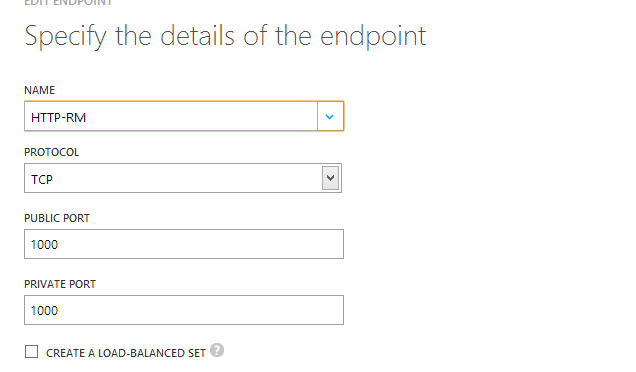 EDIT ENDPOINT
Specify the details of the endpoint
NAME
HTTP-RM
PROTOCOL
TCP
PUBLIC PORT
1000
PRIVATE PORT
1000
CREATE A LOAD-BALANCED SET ?